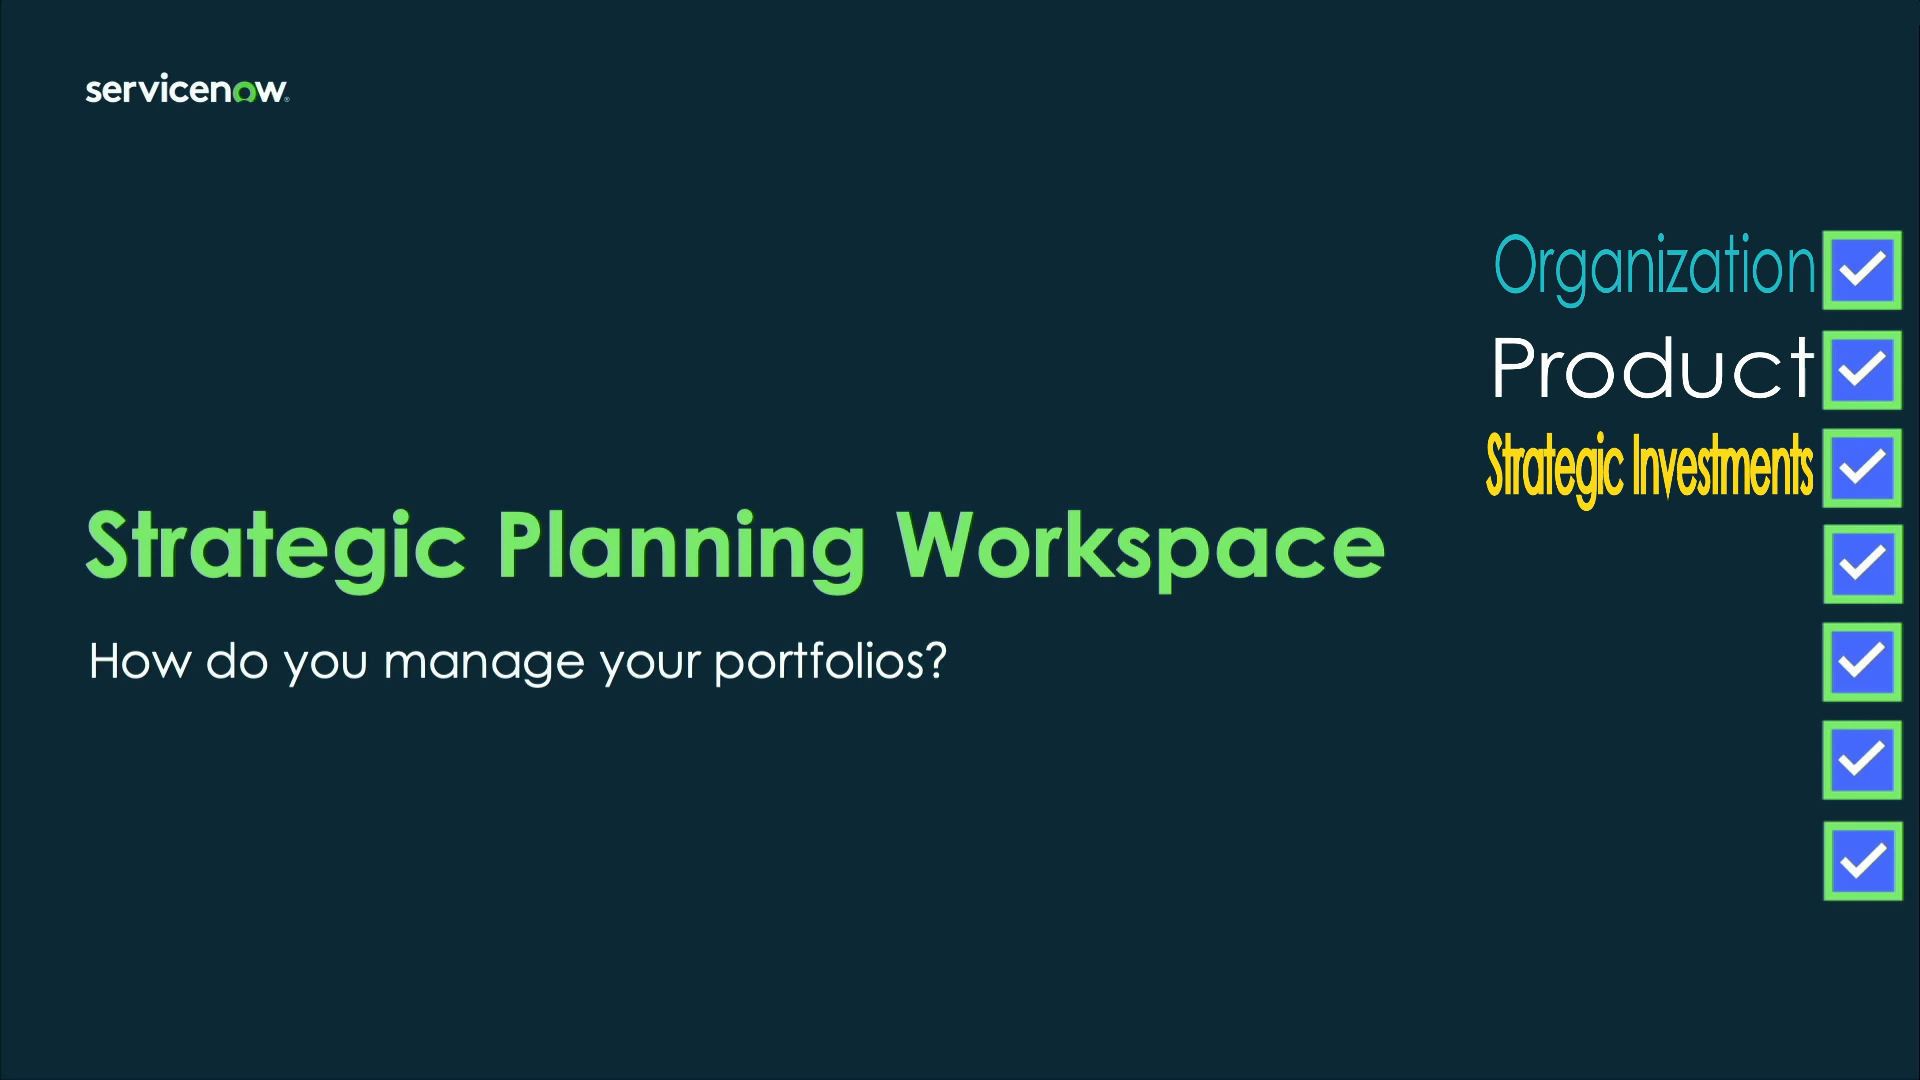 servicenow
Organization
Product
Strategic Investments
Strategic Planning Workspace
How do you manage your portfolios?